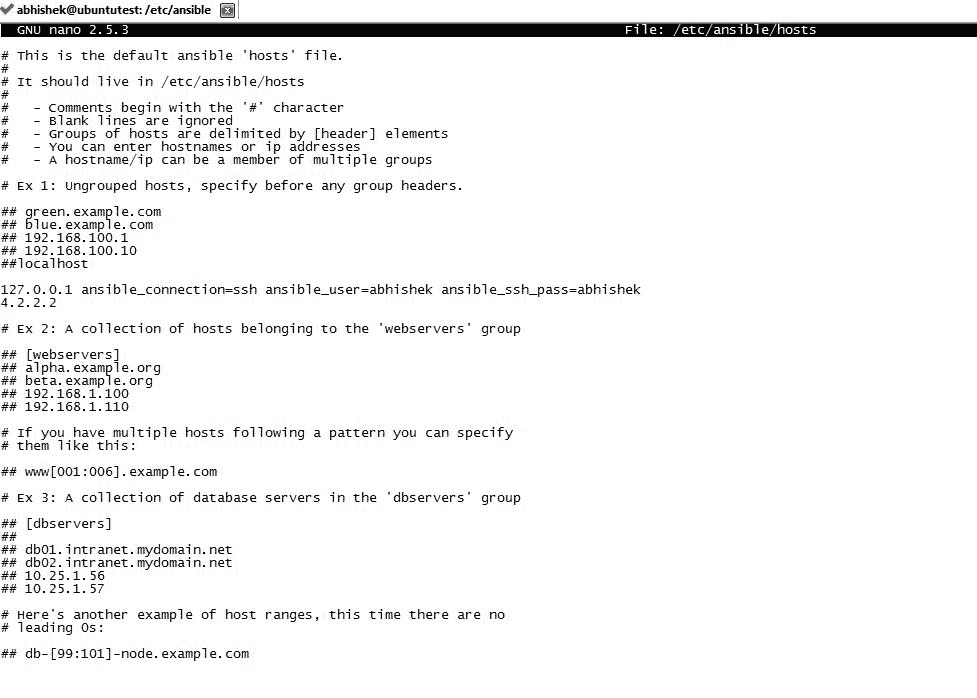 abhishek@ubuntutest: /etc/ansible
GNU nano 2.5.3 File: /etc/ansible/hosts
# This is the default ansible 'hosts' file.
#
# It should live in /etc/ansible/hosts
#
#   - Comments begin with the '#' character
#   - Blank lines are ignored
#   - Groups of hosts are delimited by [header] elements
#   - You can enter hostnames or ip addresses
#   - A hostname/ip can be a member of multiple groups
# Ex 1: Ungrouped hosts, specify before any group headers.
## green.example.com
## blue.example.com
## 192.168.100.1
## 192.168.100.10
##localhost
127.0.0.1 ansible_connection=ssh ansible_user=abhishek ansible_ssh_pass=abhishek
4.2.2.2
# Ex 2: A collection of hosts belonging to the 'webservers' group
## [webservers]
## alpha.example.org
## beta.example.org
## 192.168.1.100
## 192.168.1.110
# If you have multiple hosts following a pattern you can specify
# them like this:
## www[001:006].example.com
# Ex 3: A collection of database servers in the 'dbservers' group
## [dbservers]
##
## db01.intranet.mydomain.net
## db02.intranet.mydomain.net
## 10.25.1.56
## 10.25.1.57
# Here's another example of host ranges, this time there are no
# leading 0s:
## db-[99:101]-node.example.com